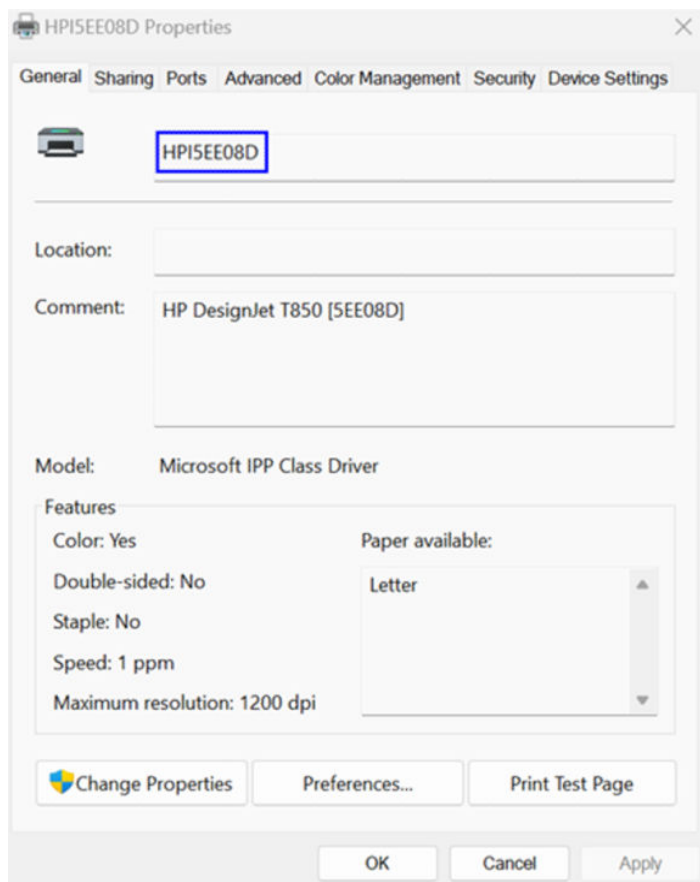 HPI5EE08D Properties
General Sharing Ports Advanced Color Management Security Device Settings
HPI5EE08D
Location:
Comment: HP DesignJet T850 [5EE08D]
Model: Microsoft IPP Class Driver
Features
Color: Yes Paper available:
Double-sided: No Letter
Staple: No
Speed: 1 ppm
Maximum resolution: 1200 dpi
Change Properties Preferences... Print Test Page
OK Cancel Apply